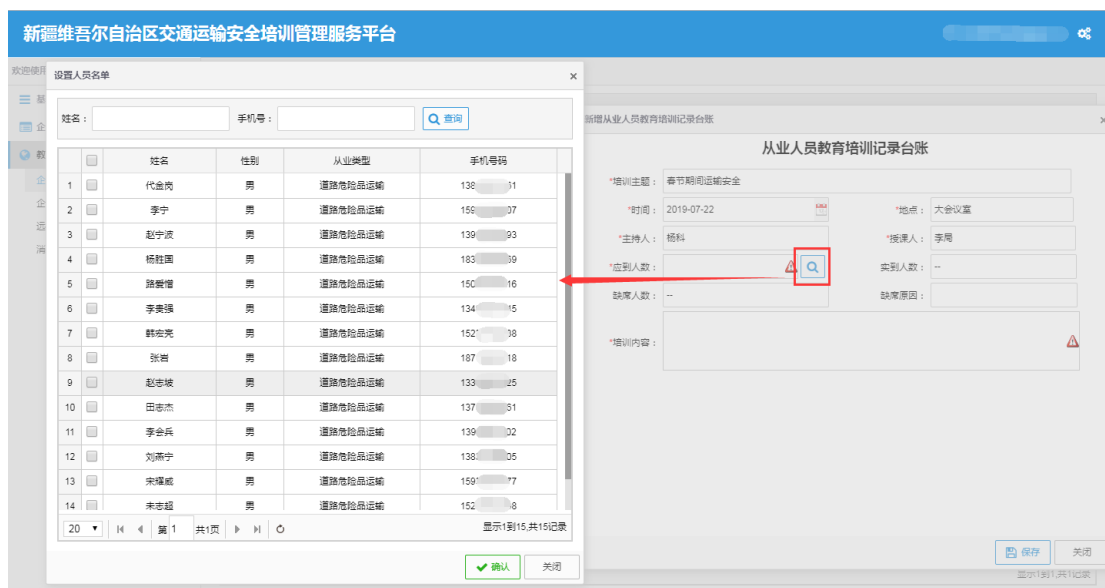 新疆维吾尔自治区交通运输安全培训管理服务平台
欢迎使用
设置人员名单
姓名： 手机号： 查询
姓名 性别 从业类型 手机号码
1 代金岗 男 道路危险品运输 138 51
2 李宁 男 道路危险品运输 159 07
3 赵宁波 男 道路危险品运输 139 93
4 杨胜国 男 道路危险品运输 183 39
5 路爱增 男 道路危险品运输 150 16
6 李麦强 男 道路危险品运输 134 15
7 韩宏亮 男 道路危险品运输 152 38
8 张岩 男 道路危险品运输 187 18
9 赵志坡 男 道路危险品运输 133 25
10 田志杰 男 道路危险品运输 137 61
11 李会兵 男 道路危险品运输 139 02
12 刘燕宁 男 道路危险品运输 138 05
13 宋耀威 男 道路危险品运输 159 77
14 未志超 男 道路危险品运输 152 8
20 第 1 共1页 显示1到15,共15记录
确认 关闭
新增从业人员教育培训记录台账
从业人员教育培训记录台账
*培训主题： 春节期间运输安全
*时间： 2019-07-22 *地点： 大会议室
*主持人： 杨科 *授课人： 李局
*应到人数： 实到人数： --
缺席人数： -- 缺席原因：
*培训内容：
保存 关闭
显示1到1,共1记录